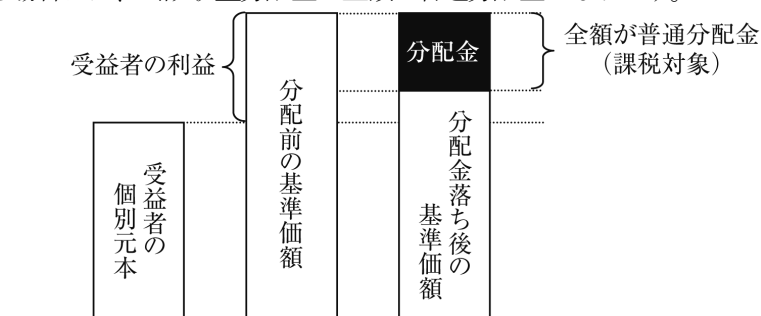 受益者の利益
分配金
全額が普通分配金
（課税対象）
受益者の
個別元本
分配前の基準価額
分配金落ち後の
基準価額